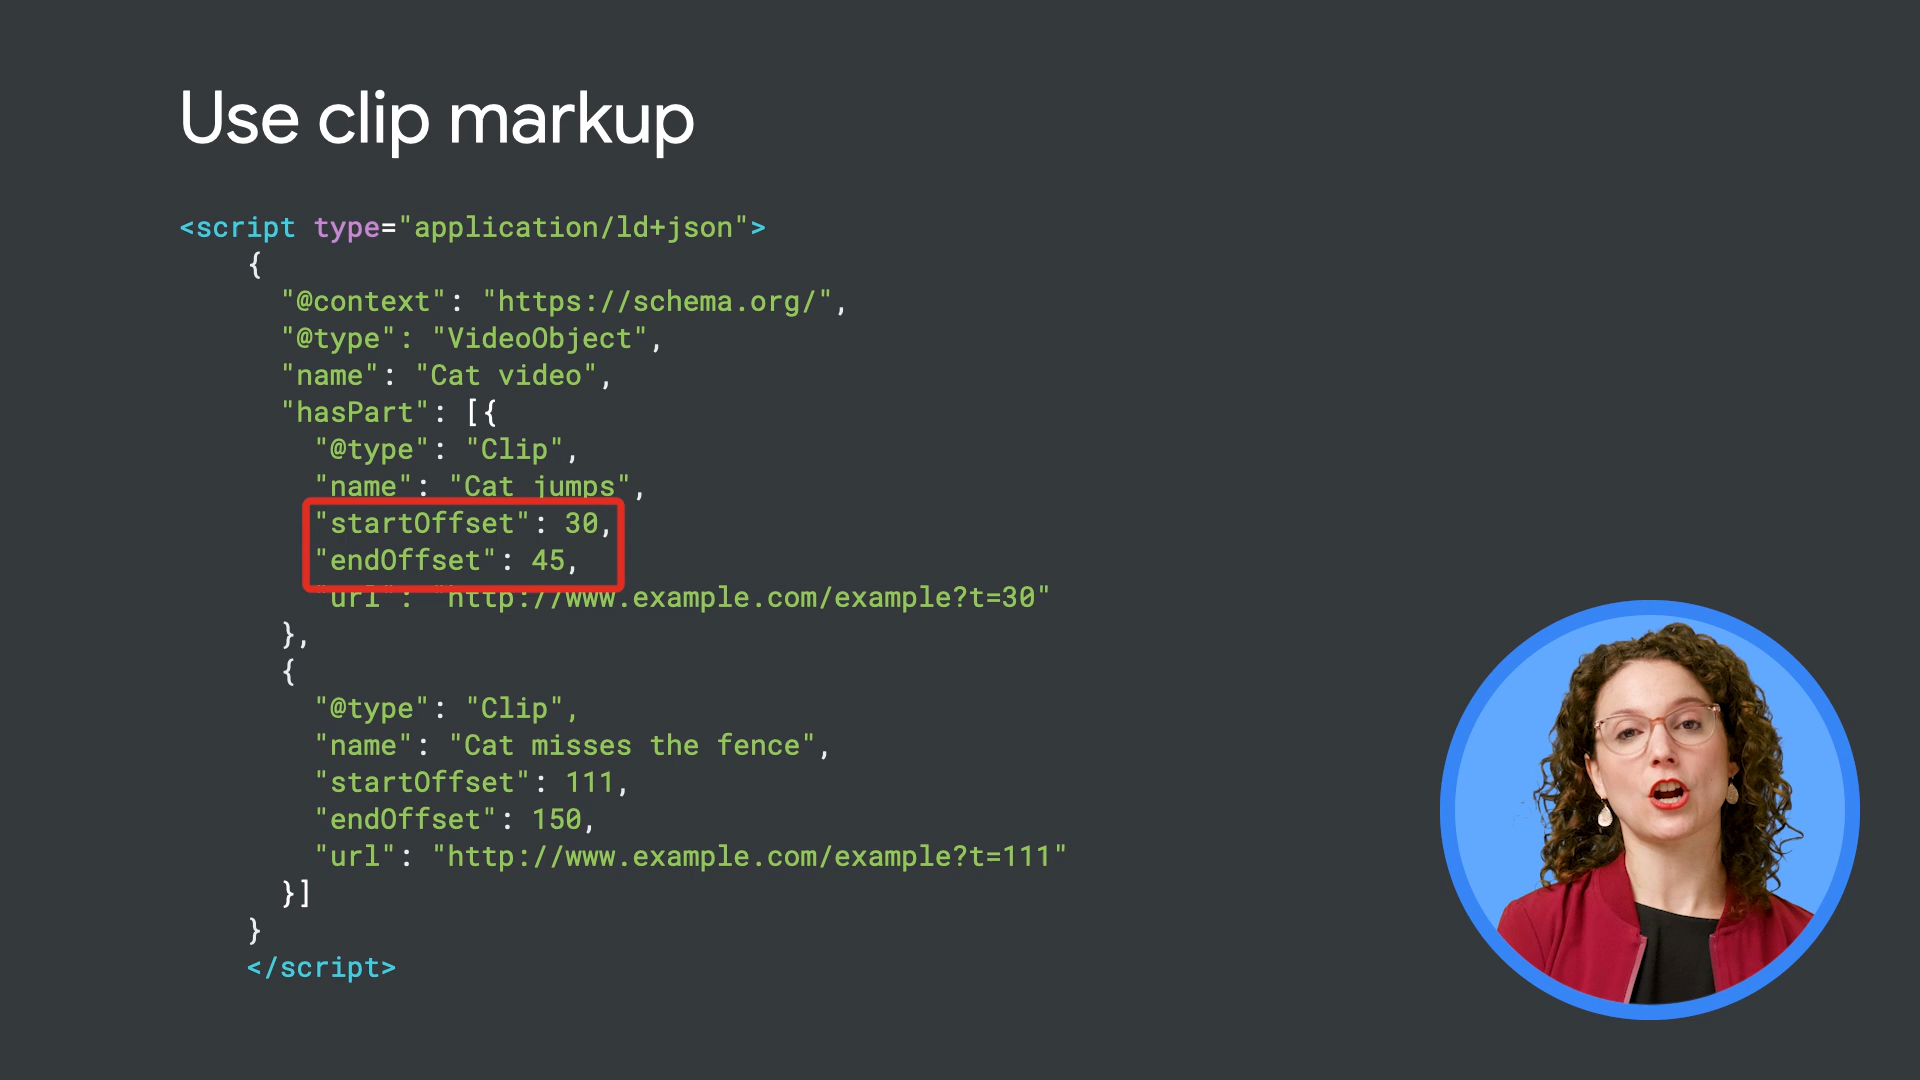 Use clip markup
<script type="application/ld+json">
{
"@context": "https://schema.org/",
"@type": "VideoObject",
"name": "Cat video",
"hasPart": [{
"@type": "Clip",
"name": "Cat jumps",
"startOffset": 30,
"endOffset": 45,
"url": "http://www.example.com/example?t=30"
},
{
"@type": "Clip",
"name": "Cat misses the fence",
"startOffset": 111,
"endOffset": 150,
"url": "http://www.example.com/example?t=111"
}]
}
</script>